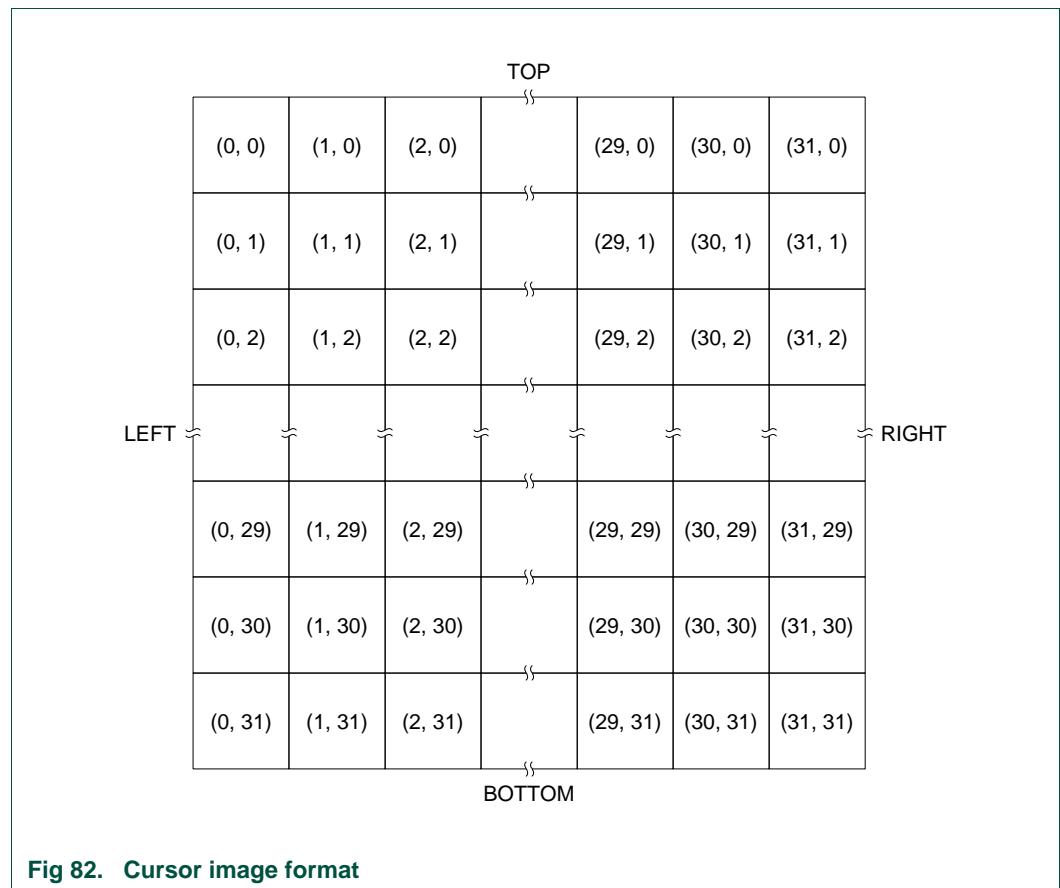 TOP
(0, 0) (1, 0) (2, 0) (29, 0) (30, 0) (31, 0)
(0, 1) (1, 1) (2, 1) (29, 1) (30, 1) (31, 1)
(0, 2) (1, 2) (2, 2) (29, 2) (30, 2) (31, 2)
LEFT RIGHT
(0, 29) (1, 29) (2, 29) (29, 29) (30, 29) (31, 29)
(0, 30) (1, 30) (2, 30) (29, 30) (30, 30) (31, 30)
(0, 31) (1, 31) (2, 31) (29, 31) (30, 31) (31, 31)
BOTTOM
Fig 82. Cursor image format